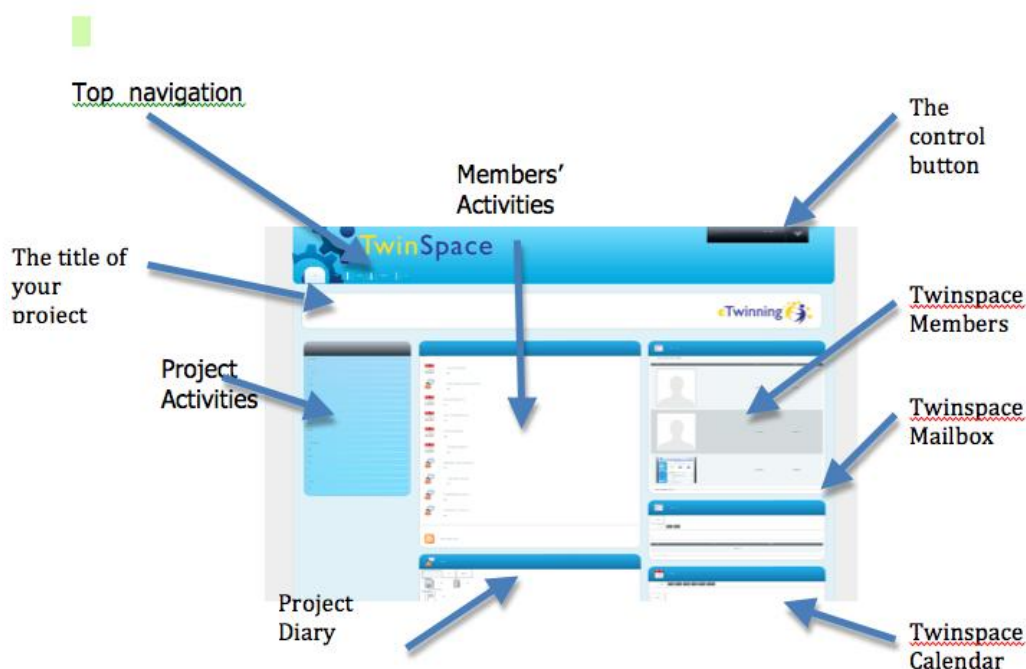 Top navigation
The
control
button
Members’
Activities
TwinSpace
The title of
your
project
eTwinning
Twinspace
Members
Project
Activities
Twinspace
Mailbox
Project
Diary
Twinspace
Calendar